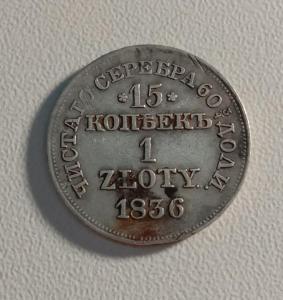 ЧИСТАГО СЕРЕБРА 60 ДОЛИ.
*15*
КОПѢЕКЪ
1
ZŁOTY.
1836